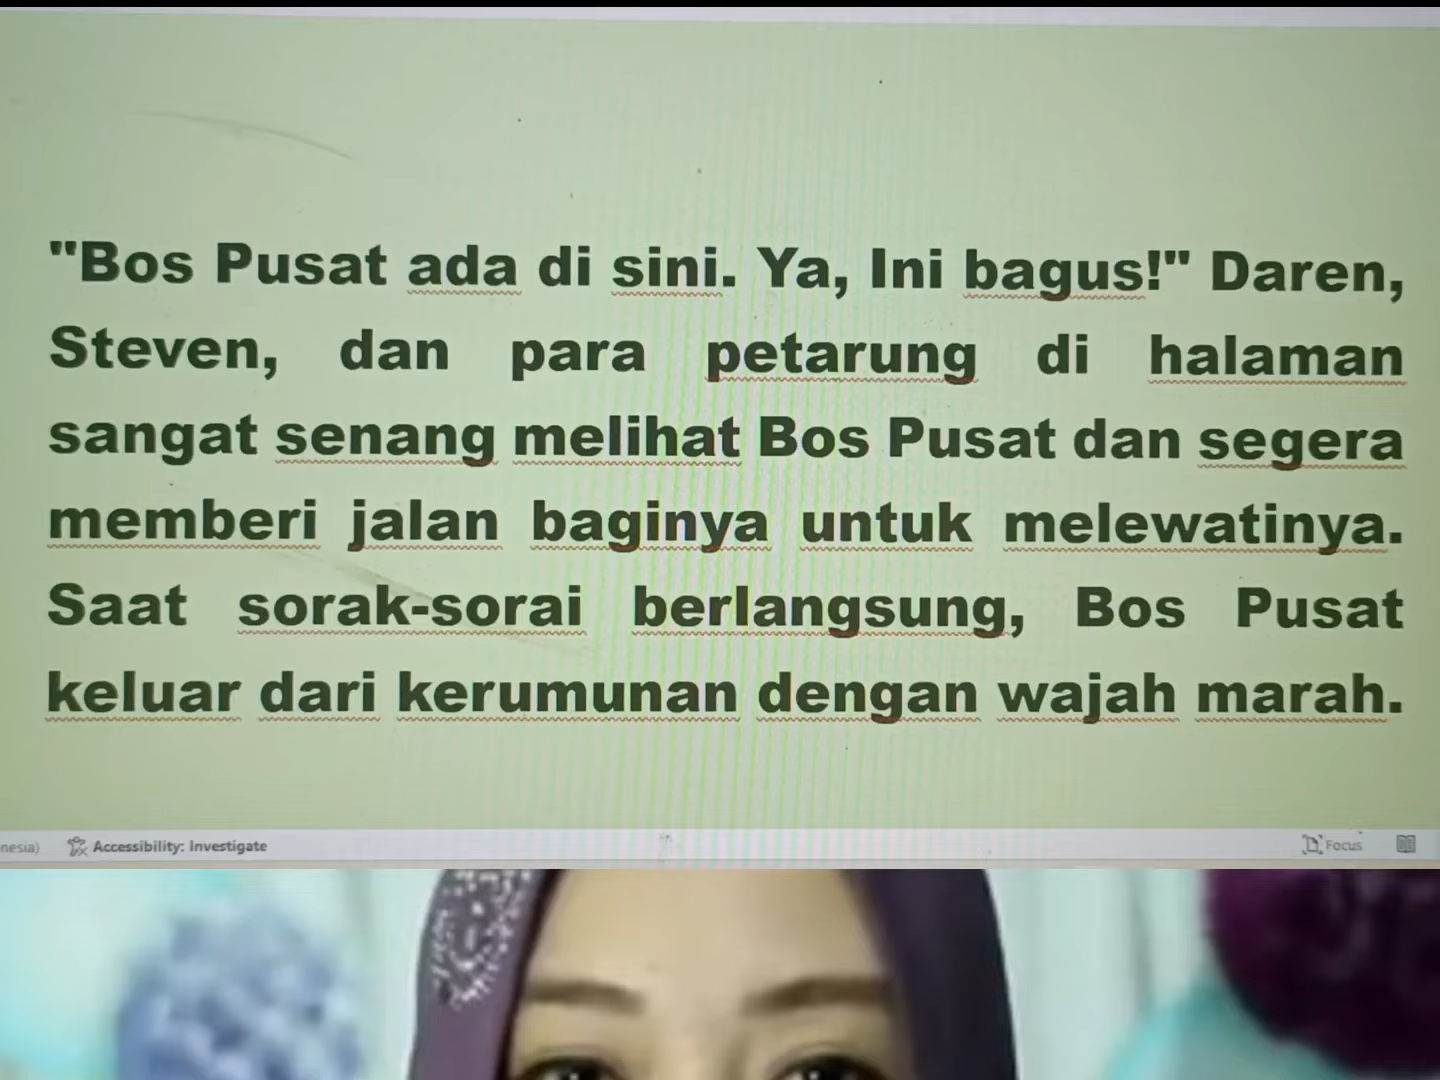 "Bos Pusat ada di sini. Ya, Ini bagus!" Daren,
Steven, dan para petarung di halaman
sangat senang melihat Bos Pusat dan segera
memberi jalan baginya untuk melewatinya.
Saat sorak-sorai berlangsung, Bos Pusat
keluar dari kerumunan dengan wajah marah.
nesia) Accessibility: Investigate Focus